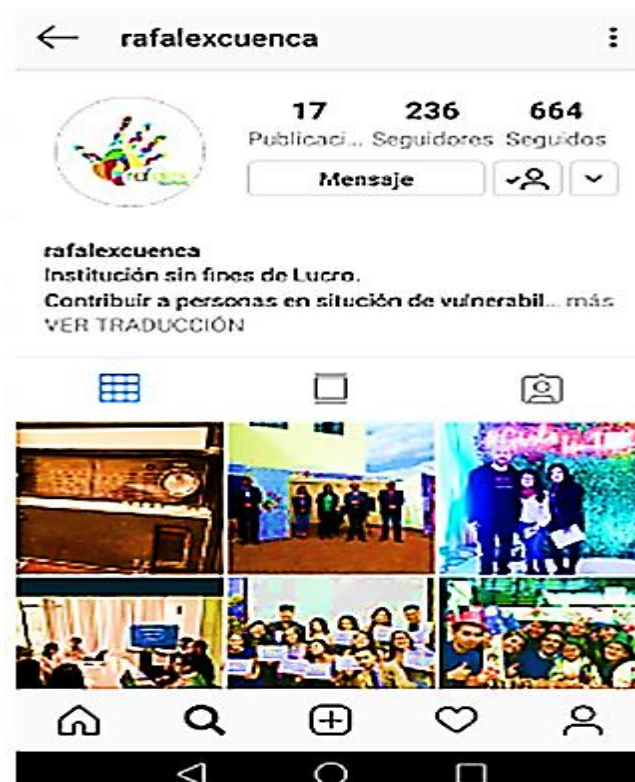 rafalexcuenca
17 236 664
Publicaci... Seguidores Seguidos
Mensaje
rafalexcuenca
Institución sin fines de Lucro.
Contribuir a personas en situción de vulnerabil... más
VER TRADUCCIÓN